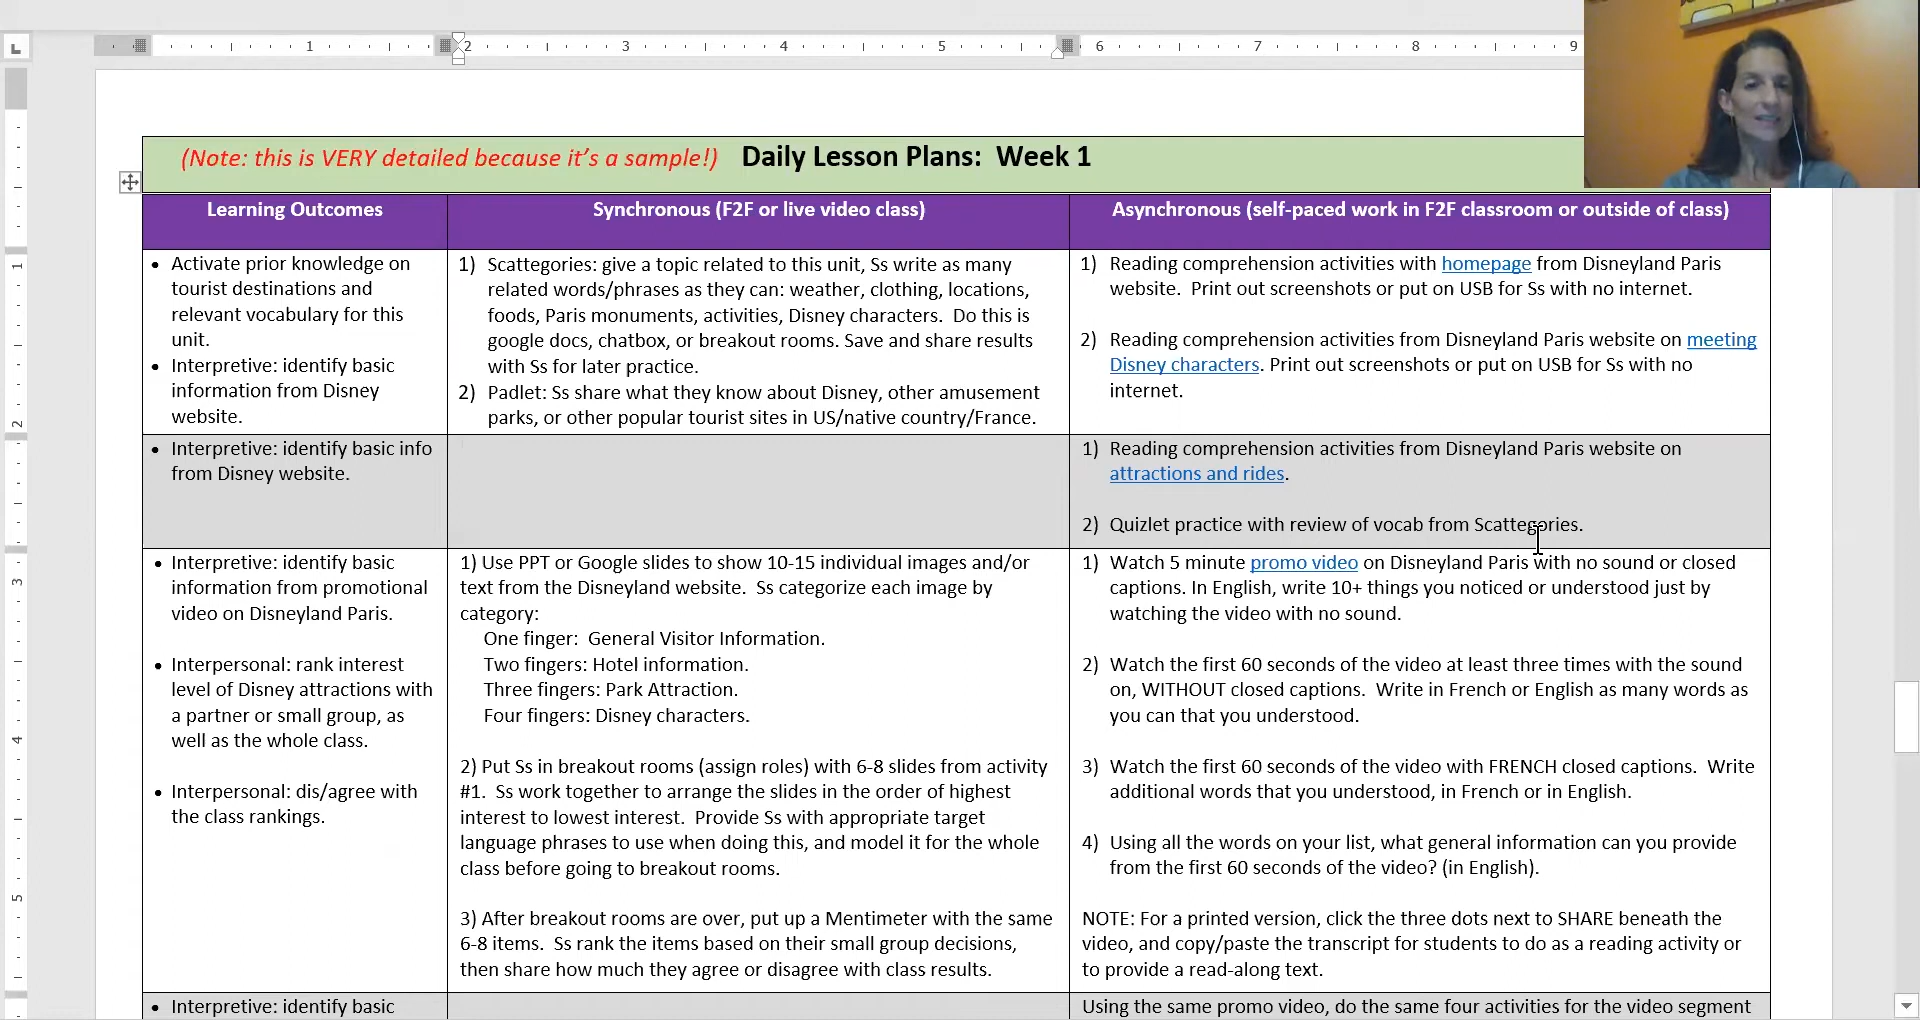 L
1 2 3 4 5 6 7 8 9
(Note: this is VERY detailed because it's a sample!) Daily Lesson Plans: Week 1
Learning Outcomes
Synchronous (F2F or live video class)
Asynchronous (self-paced work in F2F classroom or outside of class)
• Activate prior knowledge on
tourist destinations and
relevant vocabulary for this
unit.
• Interpretive: identify basic
information from Disney
website.
1) Scattegories: give a topic related to this unit, Ss write as many
related words/phrases as they can: weather, clothing, locations,
foods, Paris monuments, activities, Disney characters. Do this is
google docs, chatbox, or breakout rooms. Save and share results
with Ss for later practice.
2) Padlet: Ss share what they know about Disney, other amusement
parks, or other popular tourist sites in US/native country/France.
1) Reading comprehension activities with homepage from Disneyland Paris
website. Print out screenshots or put on USB for Ss with no internet.
2) Reading comprehension activities from Disneyland Paris website on meeting
Disney characters. Print out screenshots or put on USB for Ss with no
internet.
• Interpretive: identify basic info
from Disney website.
1) Reading comprehension activities from Disneyland Paris website on
attractions and rides.
2) Quizlet practice with review of vocab from Scattegories.
• Interpretive: identify basic
information from promotional
video on Disneyland Paris.
• Interpersonal: rank interest
level of Disney attractions with
a partner or small group, as
well as the whole class.
• Interpersonal: dis/agree with
the class rankings.
1) Use PPT or Google slides to show 10-15 individual images and/or
text from the Disneyland website. Ss categorize each image by
category:
One finger: General Visitor Information.
Two fingers: Hotel information.
Three fingers: Park Attraction.
Four fingers: Disney characters.
2) Put Ss in breakout rooms (assign roles) with 6-8 slides from activity
#1. Ss work together to arrange the slides in the order of highest
interest to lowest interest. Provide Ss with appropriate target
language phrases to use when doing this, and model it for the whole
class before going to breakout rooms.
3) After breakout rooms are over, put up a Mentimeter with the same
6-8 items. Ss rank the items based on their small group decisions,
then share how much they agree or disagree with class results.
1) Watch 5 minute promo video on Disneyland Paris with no sound or closed
captions. In English, write 10+ things you noticed or understood just by
watching the video with no sound.
2) Watch the first 60 seconds of the video at least three times with the sound
on, WITHOUT closed captions. Write in French or English as many words as
you can that you understood.
3) Watch the first 60 seconds of the video with FRENCH closed captions. Write
additional words that you understood, in French or in English.
4) Using all the words on your list, what general information can you provide
from the first 60 seconds of the video? (in English).
NOTE: For a printed version, click the three dots next to SHARE beneath the
video, and copy/paste the transcript for students to do as a reading activity or
to provide a read-along text.
• Interpretive: identify basic
Using the same promo video, do the same four activities for the video segment
1
2
3
4
5